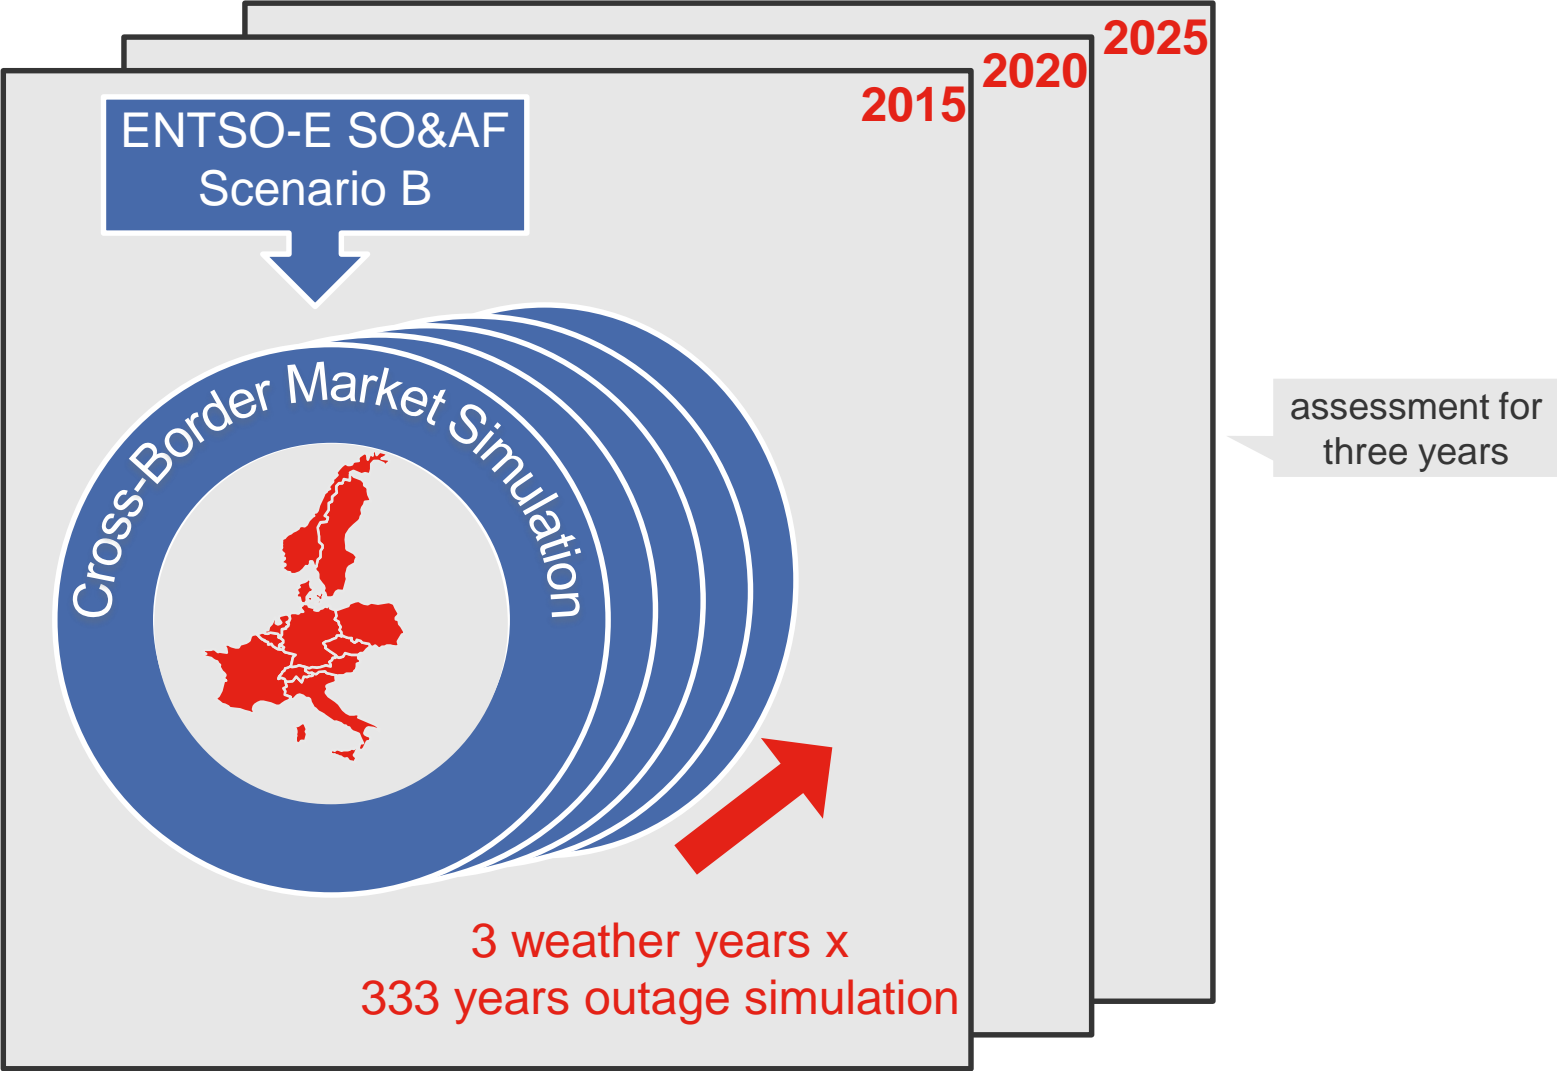 2025
2020
2015
ENTSO-E SO&AF
Scenario B
Cross-Border Market Simulation
assessment for
three years
3 weather years x
333 years outage simulation